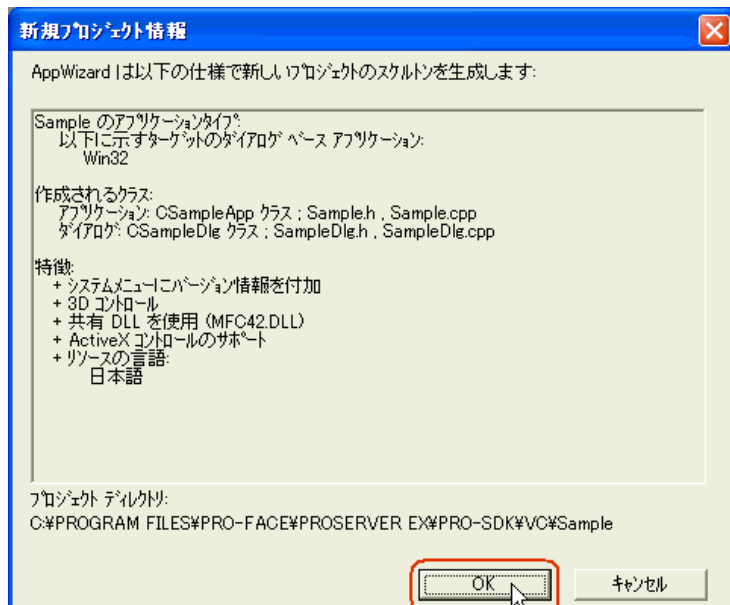 新規プロジェクト情報
AppWizard は以下の仕様で新しいプロジェクトのスケルトンを生成します:
Sample のアプリケーションタイプ:
以下に示すターゲットのダイアログ ベース アプリケーション:
Win32
作成されるクラス:
アプリケーション: CSampleApp クラス ; Sample.h , Sample.cpp
ダイアログ: CSampleDlg クラス ; SampleDlg.h , SampleDlg.cpp
特徴:
+ システムメニューにバージョン情報を付加
+ 3D コントロール
+ 共有 DLL を使用 (MFC42.DLL)
+ ActiveX コントロールのサポート
+ リソースの言語:
日本語
プロジェクト ディレクトリ:
C:¥PROGRAM FILES¥PRO-FACE¥PROSERVER EX¥PRO-SDK¥VC¥Sample
OK
キャンセル